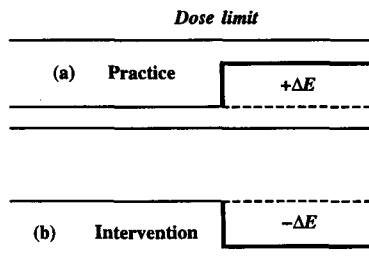 Dose limit
(a) Practice
+ΔE
−ΔE
(b) Intervention